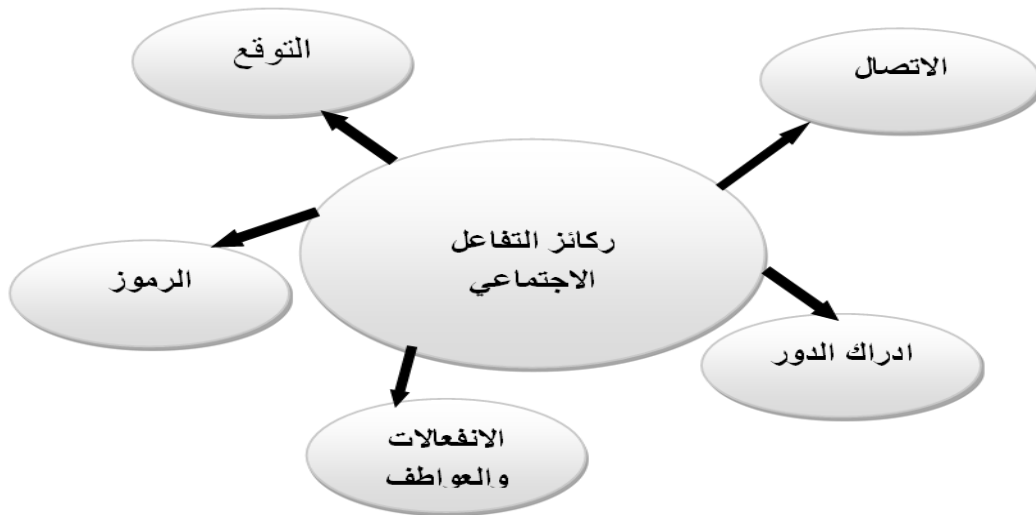 التوقع
الاتصال
ركائز التفاعل
الاجتماعي
الرموز
ادراك الدور
الانفعالات
والعواطف